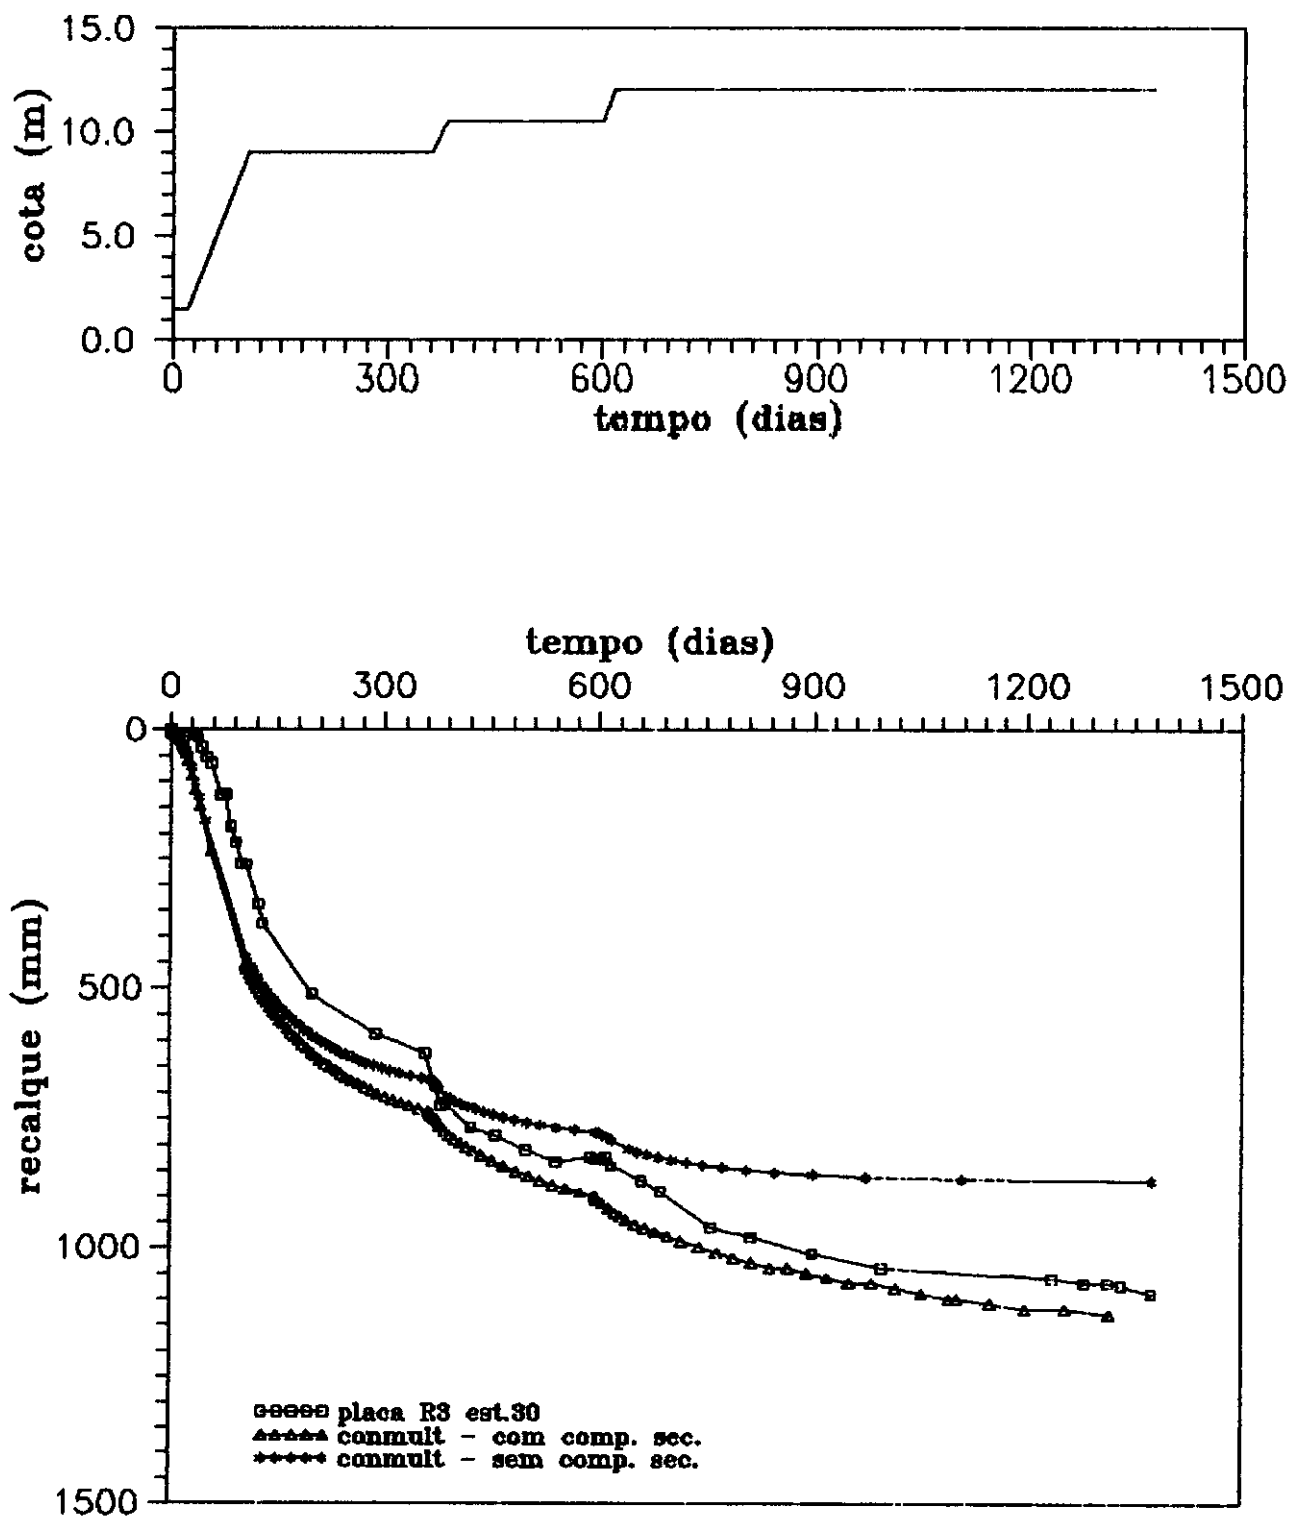 15.0
10.0
5.0
0.0
cota (m)
0 300 600 900 1200 1500
tempo (dias)
tempo (dias)
0 300 600 900 1200 1500
0
500
1000
1500
recalque (mm)
placa R3 est.30
conmult - com comp. sec.
conmult - sem comp. sec.